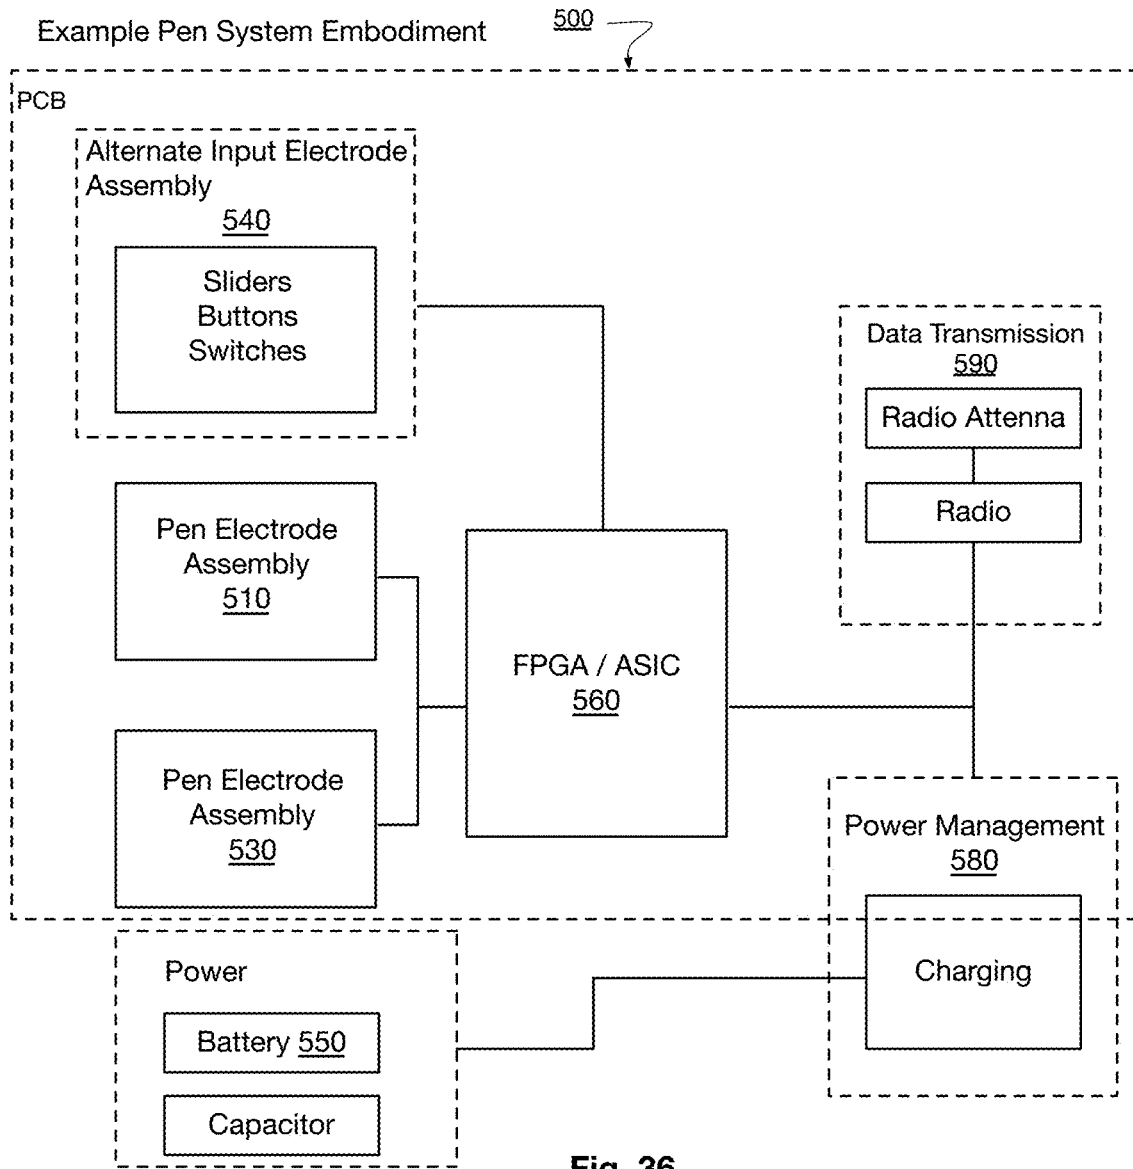 Example Pen System Embodiment
500
PCB
Alternate Input Electrode
Assembly
540
Sliders
Buttons
Switches
Pen Electrode
Assembly
510
Pen Electrode
Assembly
530
FPGA / ASIC
560
Data Transmission
590
Radio Attenna
Radio
Power Management
580
Charging
Power
Battery 550
Capacitor
Fig. 36